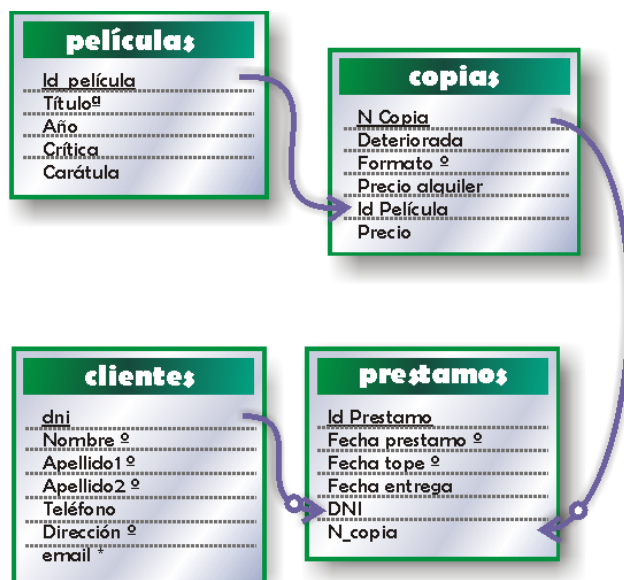 películas
Id_película
Títuloª
Año
Crítica
Carátula
copias
N Copia
Deteriorada
Formato º
Precio alquiler
Id Película
Precio
clientes
dni
Nombre º
Apellido1 º
Apellido2 º
Teléfono
Dirección º
email *
prestamos
Id Prestamo
Fecha prestamo º
Fecha tope º
Fecha entrega
DNI
N_copia